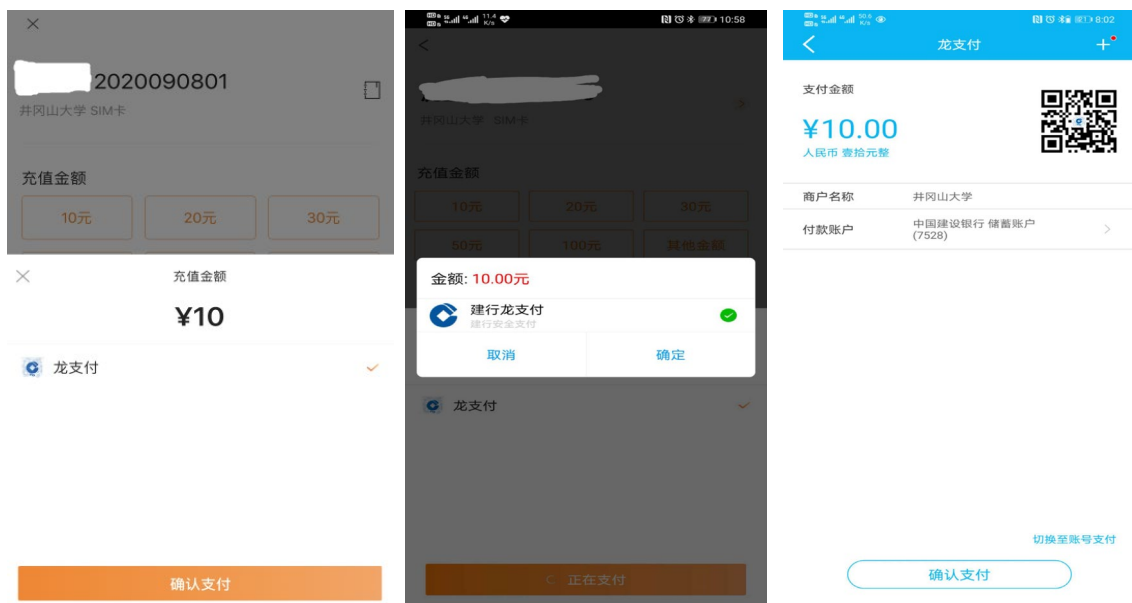 2020090801
井冈山大学 SIM卡
充值金额
10元
20元
30元
充值金额
¥10
龙支付
确认支付
11.4 K/s
77
10:58
井冈山大学 SIM卡
充值金额
10元
20元
30元
50元
100元
其他金额
金额: 10.00元
建行龙支付
建行安全支付
取消
确定
龙支付
正在支付
50.6 K/s
8:02
龙支付
支付金额
¥10.00
人民币 壹拾元整
商户名称 井冈山大学
付款账户 中国建设银行 储蓄账户
(7528)
切换至账号支付
确认支付